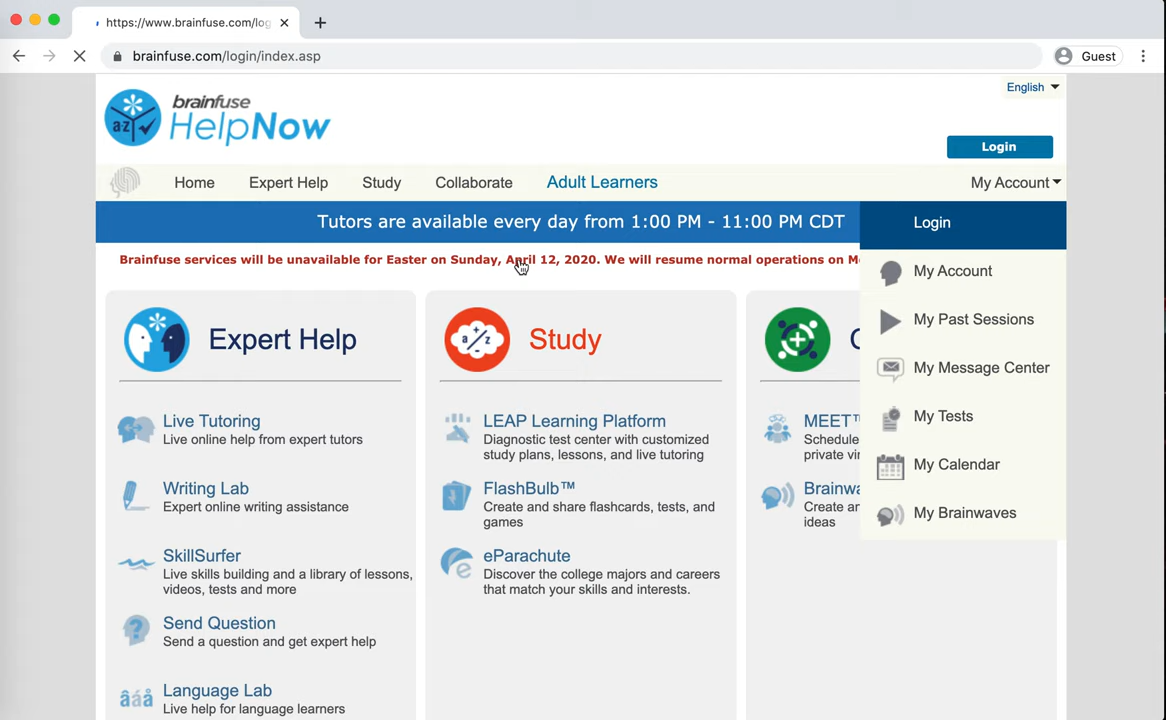 https://www.brainfuse.com/log
brainfuse.com/login/index.asp
Guest
English
brainfuse
HelpNow
a-z
Login
Home
Expert Help
Study
Collaborate
Adult Learners
My Account
Tutors are available every day from 1:00 PM - 11:00 PM CDT
Brainfuse services will be unavailable for Easter on Sunday, April 12, 2020. We will resume normal operations on
Login
My Account
My Past Sessions
My Message Center
My Tests
My Calendar
My Brainwaves
Expert Help
Live Tutoring
Live online help from expert tutors
Writing Lab
Expert online writing assistance
SkillSurfer
Live skills building and a library of lessons,
videos, tests and more
Send Question
Send a question and get expert help
áâå
Language Lab
Live help for language learners
a/z
Study
LEAP Learning Platform
Diagnostic test center with customized
study plans, lessons, and live tutoring
FlashBulb™
Create and share flashcards, tests, and
games
eParachute
Discover the college majors and careers
that match your skills and interests.
MEET™
Schedule
private
Create
ideas